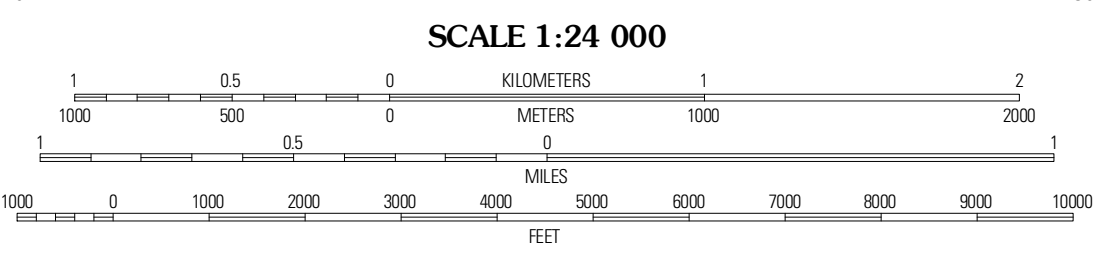 SCALE 1:24 000
1 0.5 0 KILOMETERS 1 2
1000 500 0 METERS 1000 2000
1 0.5 0 1
MILES
1000 0 1000 2000 3000 4000 5000 6000 7000 8000 9000 10000
FEET